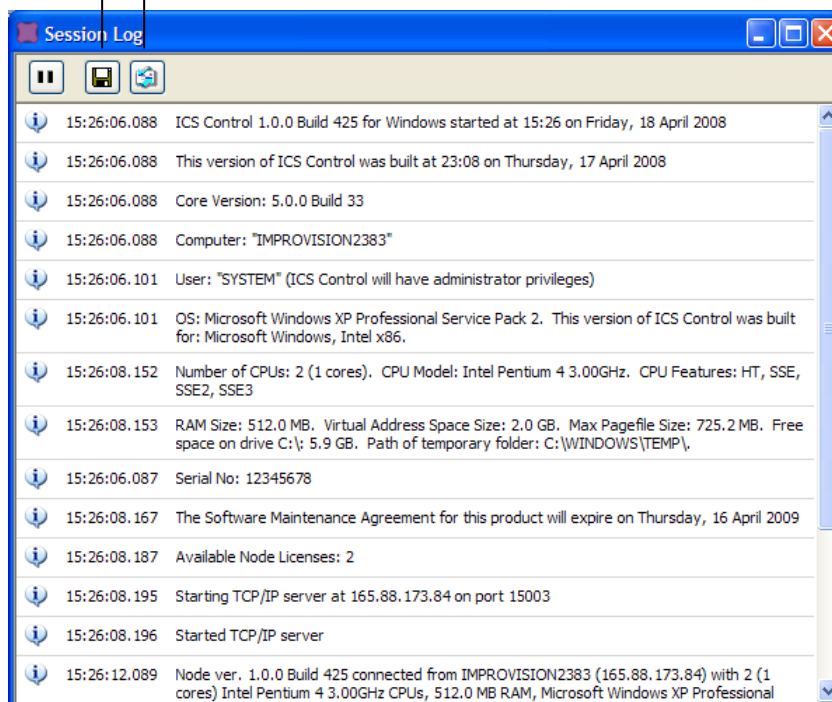 Session Log
15:26:06.088 ICS Control 1.0.0 Build 425 for Windows started at 15:26 on Friday, 18 April 2008
15:26:06.088 This version of ICS Control was built at 23:08 on Thursday, 17 April 2008
15:26:06.088 Core Version: 5.0.0 Build 33
15:26:06.088 Computer: "IMPROVISION2383"
15:26:06.101 User: "SYSTEM" (ICS Control will have administrator privileges)
15:26:06.101 OS: Microsoft Windows XP Professional Service Pack 2. This version of ICS Control was built
for: Microsoft Windows, Intel x86.
15:26:08.152 Number of CPUs: 2 (1 cores). CPU Model: Intel Pentium 4 3.00GHz. CPU Features: HT, SSE,
SSE2, SSE3
15:26:08.153 RAM Size: 512.0 MB. Virtual Address Space Size: 2.0 GB. Max Pagefile Size: 725.2 MB. Free
space on drive C:\: 5.9 GB. Path of temporary folder: C:\WINDOWS\TEMP\.
15:26:06.087 Serial No: 12345678
15:26:08.167 The Software Maintenance Agreement for this product will expire on Thursday, 16 April 2009
15:26:08.187 Available Node Licenses: 2
15:26:08.195 Starting TCP/IP server at 165.88.173.84 on port 15003
15:26:08.196 Started TCP/IP server
15:26:12.089 Node ver. 1.0.0 Build 425 connected from IMPROVISION2383 (165.88.173.84) with 2 (1
cores) Intel Pentium 4 3.00GHz CPUs, 512.0 MB RAM, Microsoft Windows XP Professional